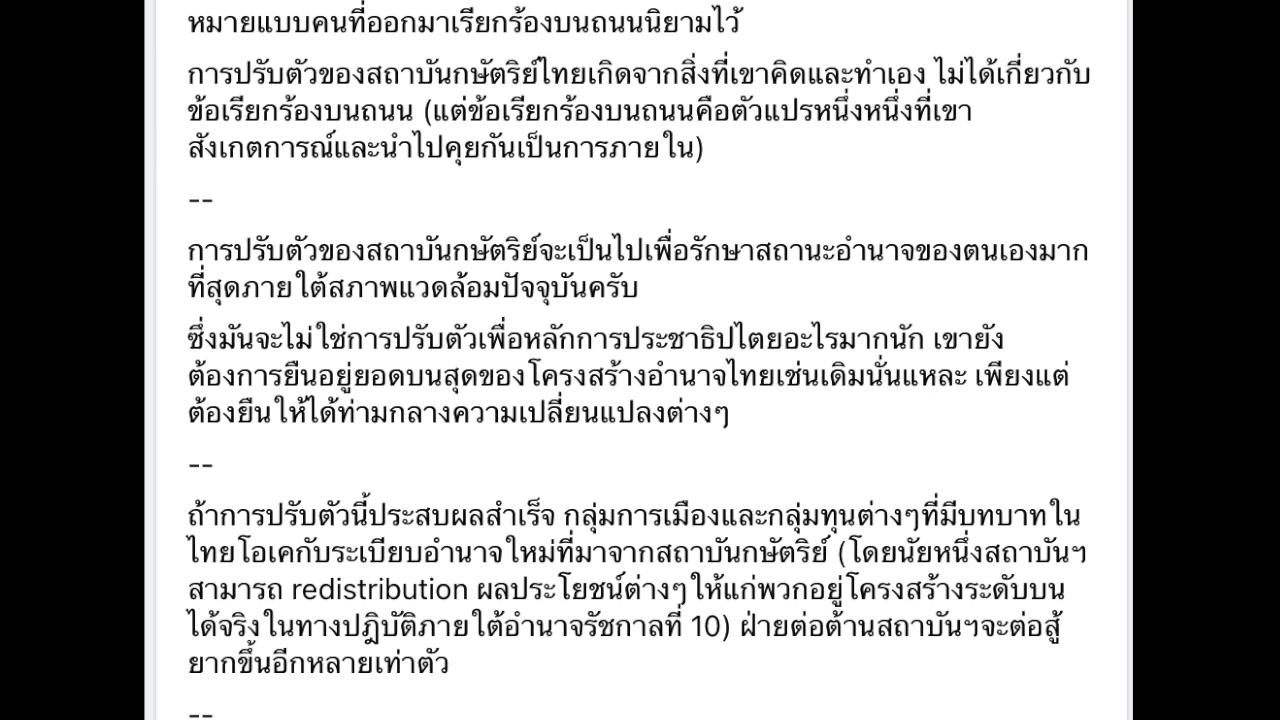 หมายแบบคนที่ออกมาเรียกร้องบนถนนนิยามไว้
การปรับตัวของสถาบันกษัตริย์ไทยเกิดจากสิ่งที่เขาคิดและทำเอง ไม่ได้เกี่ยวกับ
ข้อเรียกร้องบนถนน (แต่ข้อเรียกร้องบนถนนคือตัวแปรหนึ่งหนึ่งที่เขา
สังเกตการณ์และนำไปคุยกันเป็นการภายใน)
--
การปรับตัวของสถาบันกษัตริย์จะเป็นไปเพื่อรักษาสถานะอำนาจของตนเองมาก
ที่สุดภายใต้สภาพแวดล้อมปัจจุบันครับ
ซึ่งมันจะไม่ใช่การปรับตัวเพื่อหลักการประชาธิปไตยอะไรมากนัก เขายัง
ต้องการยืนอยู่ยอดบนสุดของโครงสร้างอำนาจไทยเช่นเดิมนั่นแหละ เพียงแต่
ต้องยืนให้ได้ท่ามกลางความเปลี่ยนแปลงต่างๆ
--
ถ้าการปรับตัวนี้ประสบผลสำเร็จ กลุ่มการเมืองและกลุ่มทุนต่างๆที่มีบทบาทใน
ไทยโอเคกับระเบียบอำนาจใหม่ที่มาจากสถาบันกษัตริย์ (โดยนัยหนึ่งสถาบันฯ
สามารถ redistribution ผลประโยชน์ต่างๆให้แก่พวกอยู่โครงสร้างระดับบน
ได้จริงในทางปฎิบัติภายใต้อำนาจรัชกาลที่ 10) ฝ่ายต่อต้านสถาบันฯจะต่อสู้
ยากขึ้นอีกหลายเท่าตัว
--